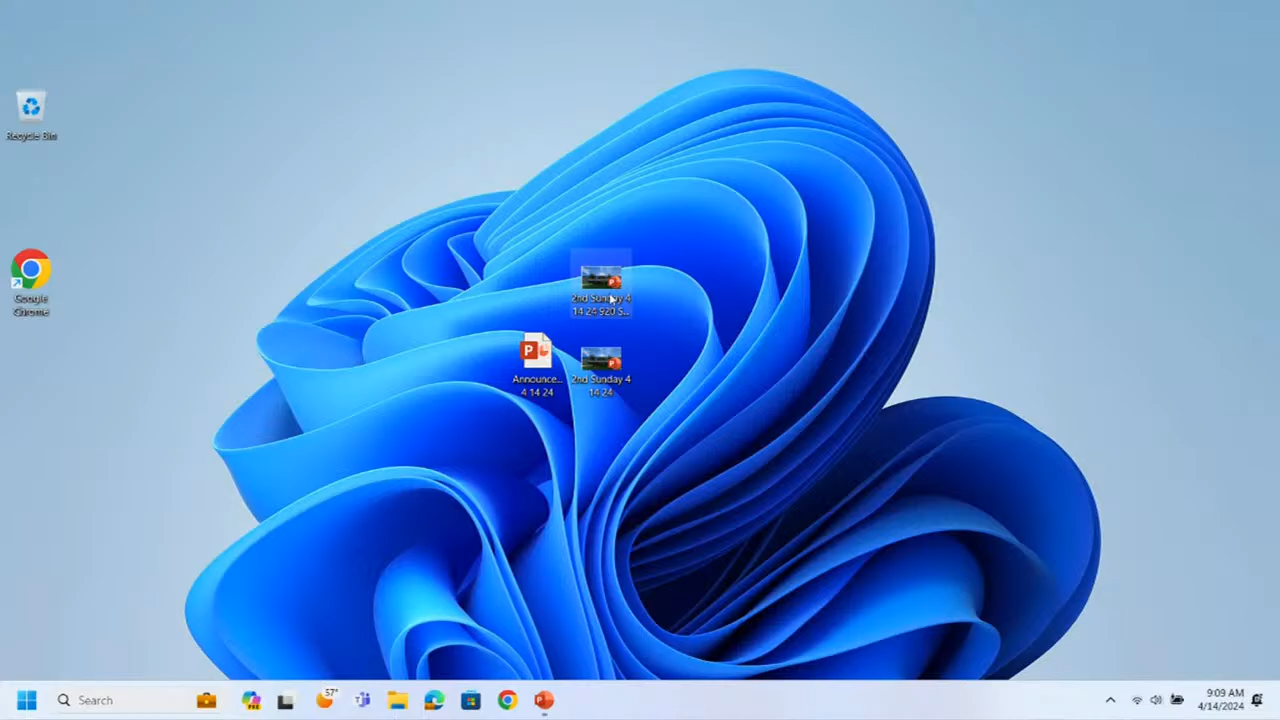 Recycle Bin
Google
Chrome
2nd Sunday 4
14 24 920 S...
Announce...
4 14 24
2nd Sunday 4
14 24
Search
PRE
57°
9:09 AM
4/14/2024